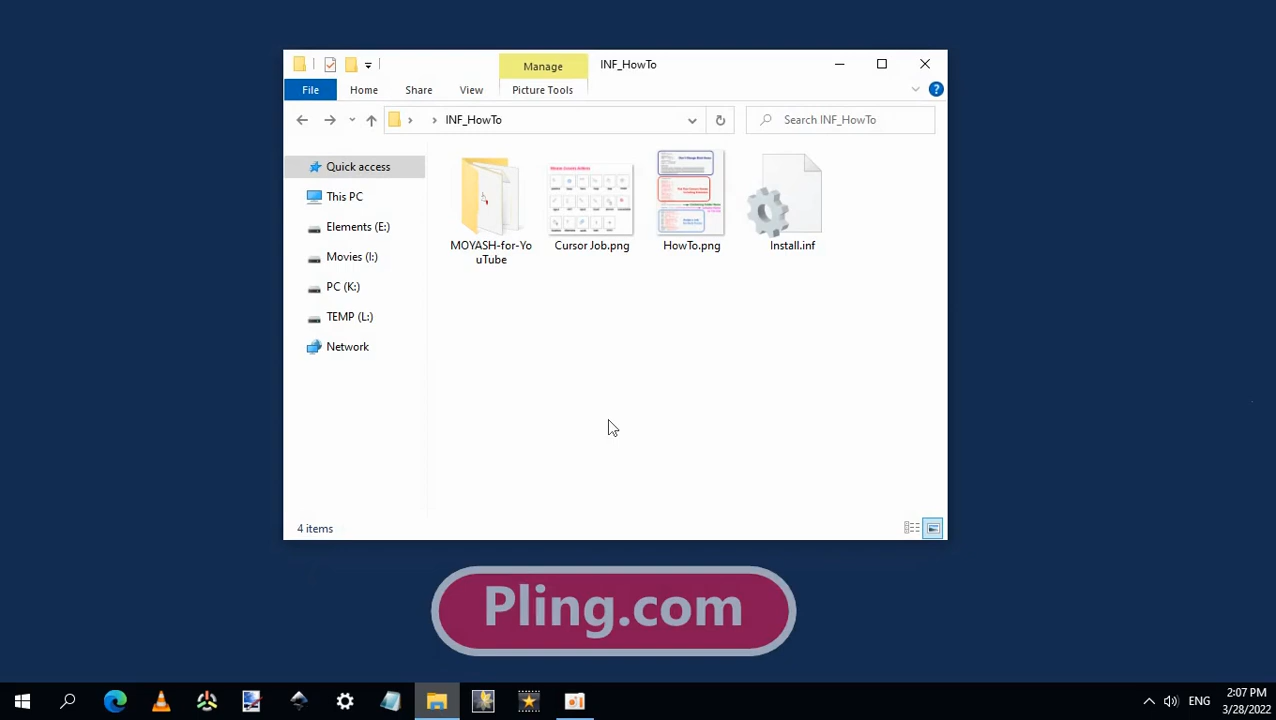 Manage
INF_HowTo
File
Home
Share
View
Picture Tools
INF_HowTo
Search INF_HowTo
Quick access
This PC
Elements (E:)
Movies (I:)
PC (K:)
TEMP (L:)
Network
MOYASH-for-Yo
uTube
Cursor Job.png
HowTo.png
Install.inf
4 items
Pling.com
ENG
2:07 PM
3/28/2022